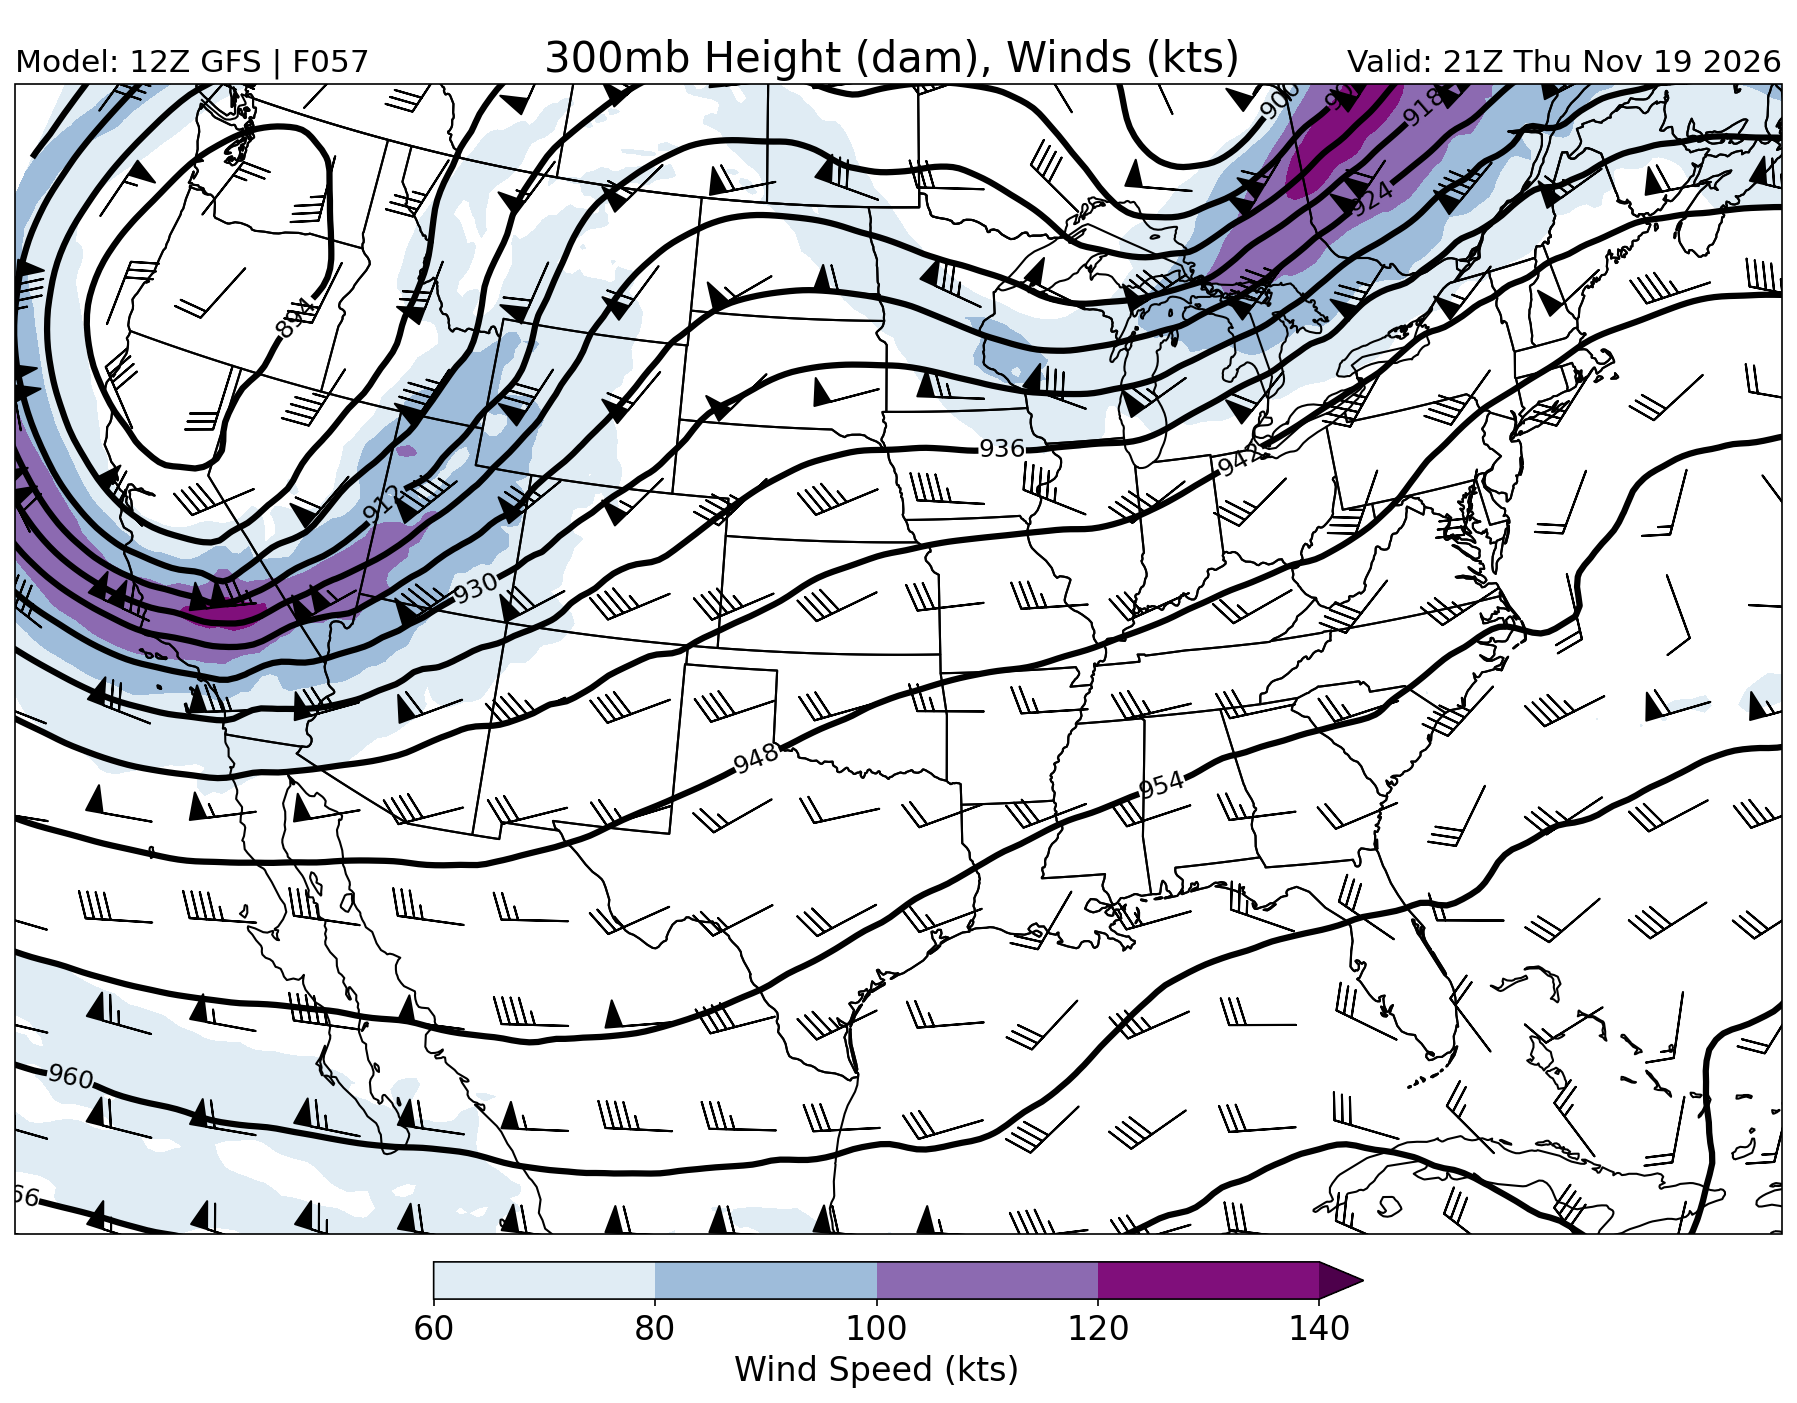 Model: 12Z GFS | F057
300mb Height (dam), Winds (kts)
Valid: 21Z Thu Nov 19 2026
900
918
924
894
936
942
912
930
948
954
960
60 80 100 120 140
Wind Speed (kts)